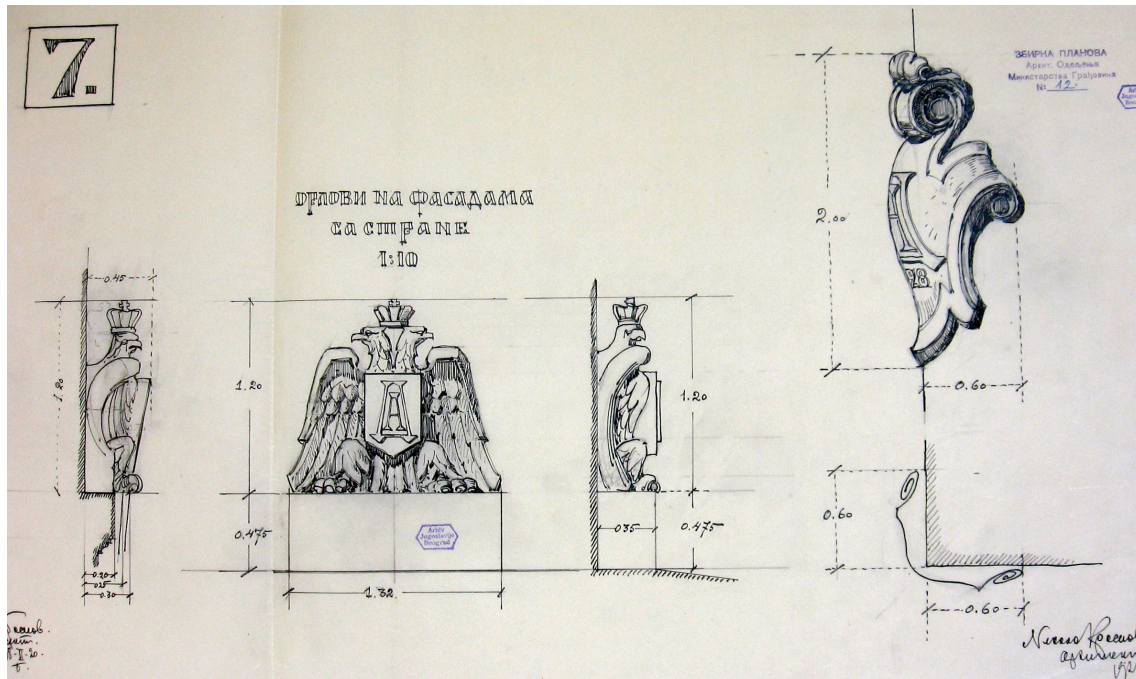 7.
ЗБИРКА ПЛАНОВА
Архит. Одељења
Министарства Грађевина
№ 12.
ОРЛОВИ НА ФАСАДАМА
СА СТРАНЕ
1:10
2.00
0.45
1.20
1.20
1.20
А
0.60
0.475
0.35
0.475
0.60
Arhiv
Jugoslavije
Beograd
0.20
0.25
0.30
1.32.
0.60